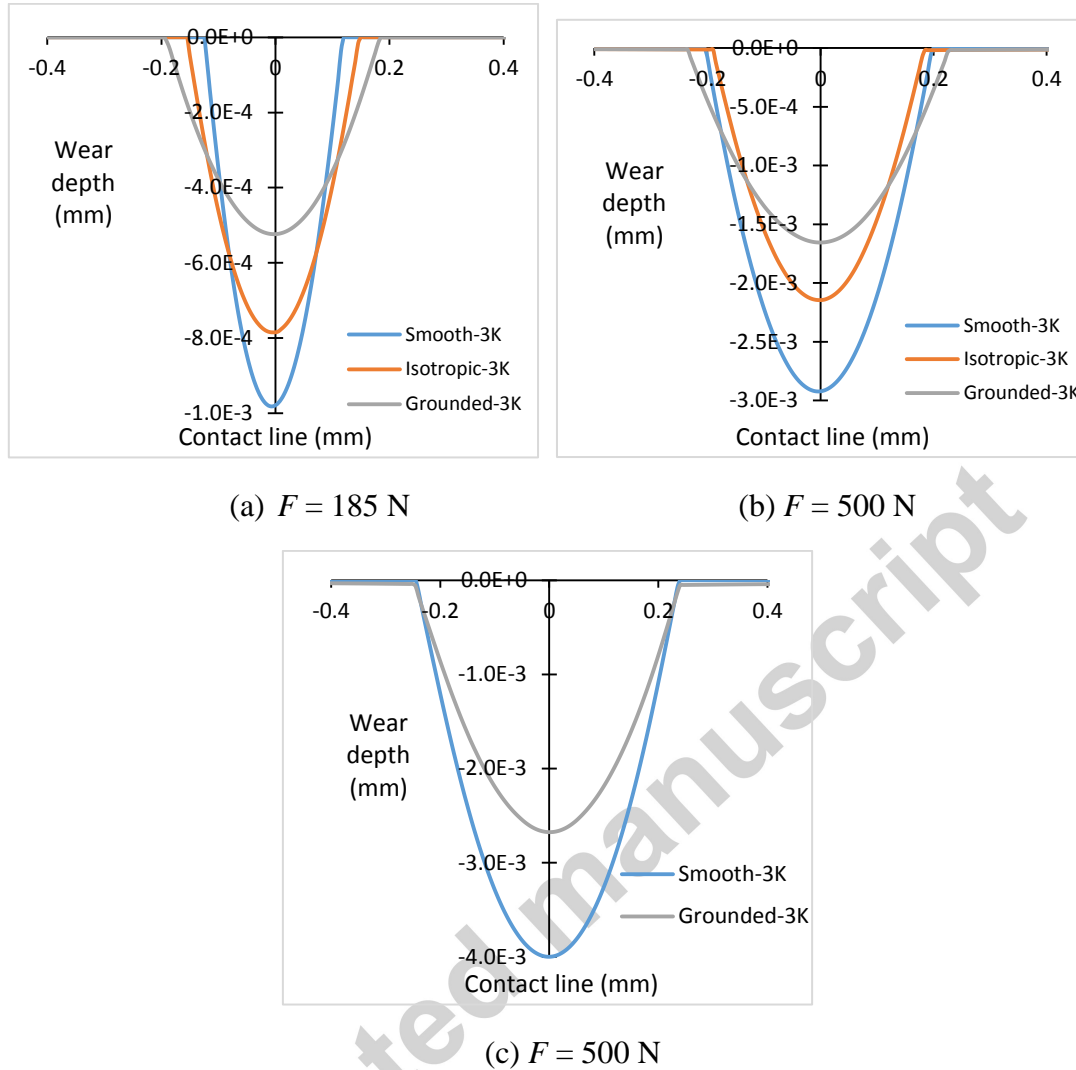 0.0E+0
-0.4 -0.2 0 0.2 0.4
-2.0E-4
Wear
depth
(mm)
-4.0E-4
-6.0E-4
-8.0E-4
-1.0E-3
Smooth-3K
Isotropic-3K
Grounded-3K
Contact line (mm)
(a) F = 185 N
0.0E+0
-0.4 -0.2 0 0.2 0.4
-5.0E-4
Wear
depth
(mm)
-1.0E-3
-1.5E-3
-2.0E-3
-2.5E-3
-3.0E-3
Smooth-3K
Isotropic-3K
Grounded-3K
Contact line (mm)
(b) F = 500 N
0.0E+0
-0.4 -0.2 0 0.2 0.4
-1.0E-3
Wear
depth
(mm)
-2.0E-3
-3.0E-3
-4.0E-3
Smooth-3K
Grounded-3K
Contact line (mm)
(c) F = 500 N
ted manuscript